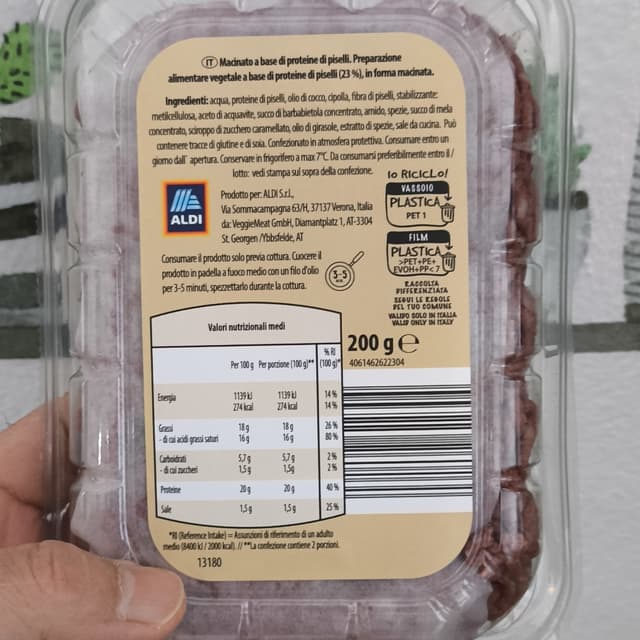 IT Macinato a base di proteine di piselli. Preparazione
alimentare vegetale a base di proteine di piselli (23 %), in forma macinata.
Ingredienti: acqua, proteine di piselli, olio di cocco, cipolla, fibra di piselli, stabilizzante:
metilcellulosa, aceto di acquavite, succo di barbabietola concentrato, amido, spezie, succo di mela
concentrato, sciroppo di zucchero caramellato, olio di girasole, estratto di spezie, sale da cucina. Può
contenere tracce di glutine e di soia. Confezionato in atmosfera protettiva. Consumare entro un
giorno dall' apertura. Conservare in frigorifero a max 7°C. Da consumarsi preferibilmente entro il /
lotto: vedi stampa sul sopra della confezione.
Io RICICLO!
VASSOIO
PLASTICA
PET 1
FILM
PLASTICA
>PET+PE+
EVOH+PP<7
RACCOLTA
DIFFERENZIATA
SEGUI LE REGOLE
DEL TUO COMUNE
VALIDO SOLO IN ITALIA
VALID ONLY IN ITALY
ALDI
Prodotto per: ALDI S.r.l.,
Via Sommacampagna 63/H, 37137 Verona, Italia
da: VeggieMeat GmbH, Diamantplatz 1, AT-3304
St. Georgen /Ybbsfelde, AT
Consumare il prodotto solo previa cottura. Cuocere il
prodotto in padella a fuoco medio con un filo d'olio
per 3-5 minuti, spezzettarlo durante la cottura.
3-5
200 g e
4061462622304
Valori nutrizionali medi
Per 100 g Per porzione (100 g)** % RI (100 g)*
Energia 1139 kJ 1139 kJ 14 %
274 kcal 274 kcal 14 %
Grassi 18 g 18 g 26 %
- di cui acidi grassi saturi 16 g 16 g 80 %
Carboidrati 5,7 g 5,7 g 2 %
- di cui zuccheri 1,5 g 1,5g 2 %
Proteine 20 g 20 g 40 %
Sale 1,5 g 1,5 g 25 %
*RI (Reference Intake) = Assunzioni di riferimento di un adulto
medio (8400 kJ / 2000 kcal). // **La confezione contiene 2 porzioni.
13180